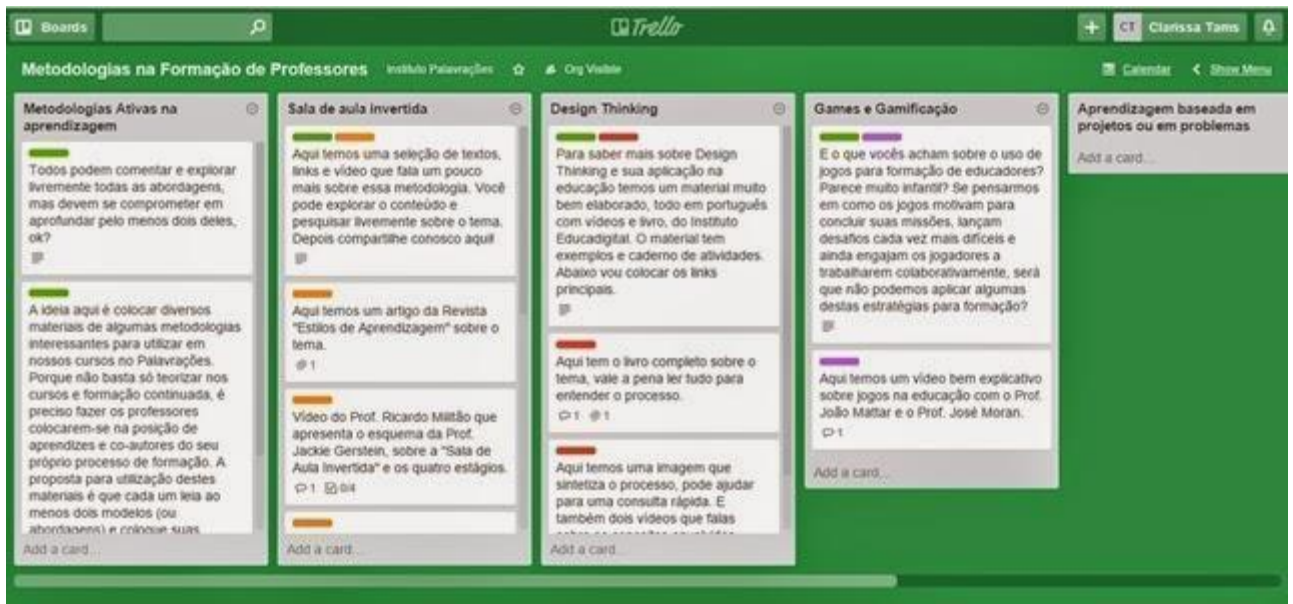 Boards
Trello
CT Clarissa Tams
Metodologias na Formação de Professores
Instituto Palavrações
Org Visible
Calendar
Show Menu
Metodologias Ativas na
aprendizagem
Todos podem comentar e explorar
livremente todas as abordagens,
mas devem se comprometer em
aprofundar pelo menos dois deles,
ok?
A ideia aqui é colocar diversos
materiais de algumas metodologias
interessantes para utilizar em
nossos cursos no Palavrações.
Porque não basta só teorizar nos
cursos e formação continuada, é
preciso fazer os professores
colocarem-se na posição de
aprendizes e co-autores do seu
próprio processo de formação. A
proposta para utilização destes
materiais é que cada um leia ao
menos dois modelos (ou
abordagens) e coloque suas
Add a card...
Sala de aula invertida
Aqui temos uma seleção de textos,
links e vídeo que fala um pouco
mais sobre essa metodologia. Você
pode explorar o conteúdo e
pesquisar livremente sobre o tema.
Depois compartilhe conosco aqui!
Aqui temos um artigo da Revista
"Estilos de Aprendizagem" sobre o
tema.
1
Vídeo do Prof. Ricardo Militão que
apresenta o esquema da Prof.
Jackie Gerstein, sobre a "Sala de
Aula Invertida" e os quatro estágios.
1 0/4
Add a card...
Design Thinking
Para saber mais sobre Design
Thinking e sua aplicação na
educação temos um material muito
bem elaborado, todo em português
com vídeos e livro, do Instituto
Educadigital. O material tem
exemplos e caderno de atividades.
Abaixo vou colocar os links
principais.
Aqui tem o livro completo sobre o
tema, vale a pena ler tudo para
entender o processo.
1 1
Aqui temos uma imagem que
sintetiza o processo, pode ajudar
para uma consulta rápida. E
também dois vídeos que falas
Add a card...
Games e Gamificação
E o que vocês acham sobre o uso de
jogos para formação de educadores?
Parece muito infantil? Se pensarmos
em como os jogos motivam para
concluir suas missões, lançam
desafios cada vez mais difíceis e
ainda engajam os jogadores a
trabalharem colaborativamente, será
que não podemos aplicar algumas
destas estratégias para formação?
Aqui temos um vídeo bem explicativo
sobre jogos na educação com o Prof.
João Mattar e o Prof. José Moran.
1
Add a card...
Aprendizagem baseada em
projetos ou em problemas
Add a card...